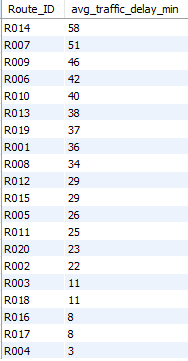 Route_ID avg_traffic_delay_min
R014 58
R007 51
R009 46
R006 42
R010 40
R013 38
R019 37
R001 36
R008 34
R012 29
R015 29
R005 26
R011 25
R020 23
R002 22
R003 11
R018 11
R016 8
R017 8
R004 3